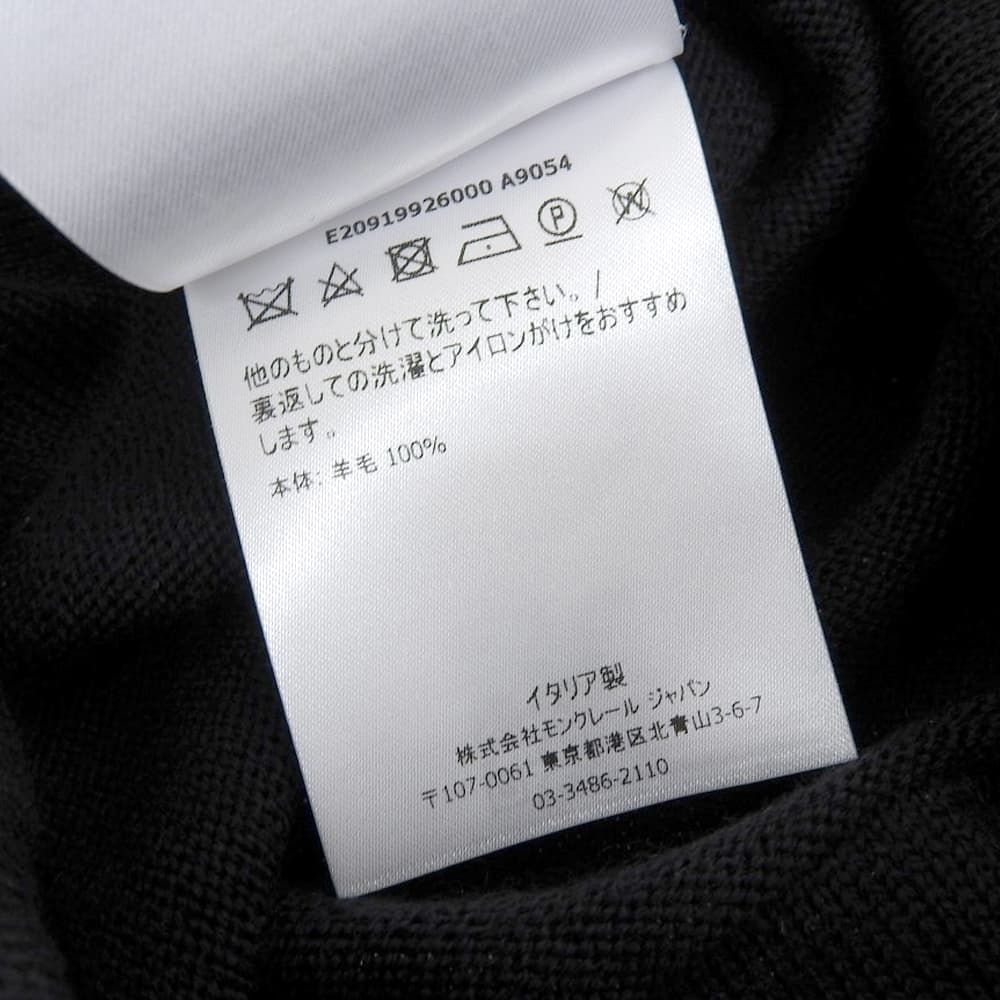 E20919926000 A9054
P W
他のものと分けて洗って下さい。/
裏返しての洗濯とアイロンがけをおすすめ
します。
本体: 羊毛 100%
イタリア製
株式会社モンクレール ジャパン
〒107-0061 東京都港区北青山3-6-7
03-3486-2110